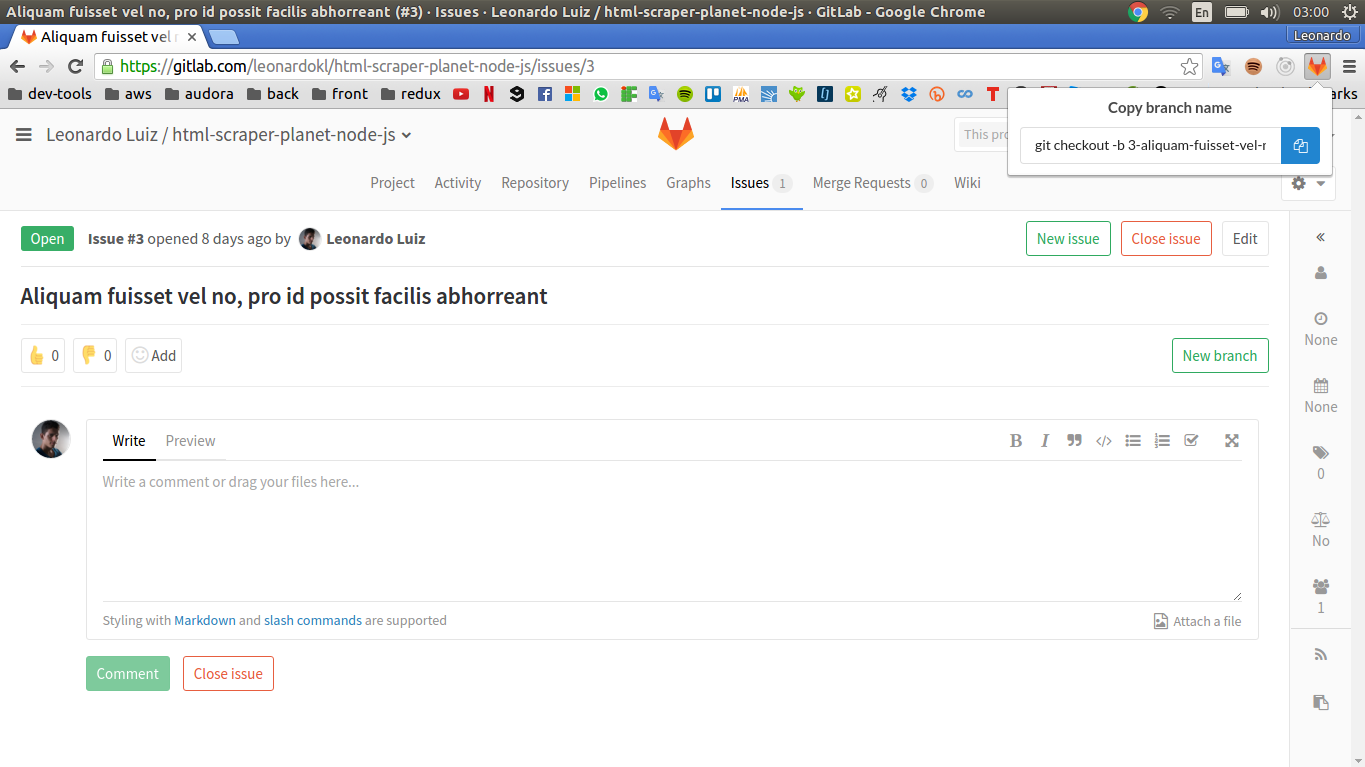 Aliquam fuisset vel no, pro id possit facilis abhorreant (#3) · Issues · Leonardo Luiz / html-scraper-planet-node-js · GitLab - Google Chrome
En
03:00
Aliquam fuisset vel
Leonardo
https://gitlab.com/leonardokl/html-scraper-planet-node-js/issues/3
dev-tools
aws
audora
back
front
redux
arks
Copy branch name
git checkout -b 3-aliquam-fuisset-vel-
Leonardo Luiz / html-scraper-planet-node-js
This pro
Project
Activity
Repository
Pipelines
Graphs
Issues 1
Merge Requests 0
Wiki
Open
Issue #3 opened 8 days ago by Leonardo Luiz
New issue
Close issue
Edit
Aliquam fuisset vel no, pro id possit facilis abhorreant
0
0
Add
New branch
None
None
0
No
1
Write
Preview
B
I
Write a comment or drag your files here...
Styling with Markdown and slash commands are supported
Attach a file
Comment
Close issue